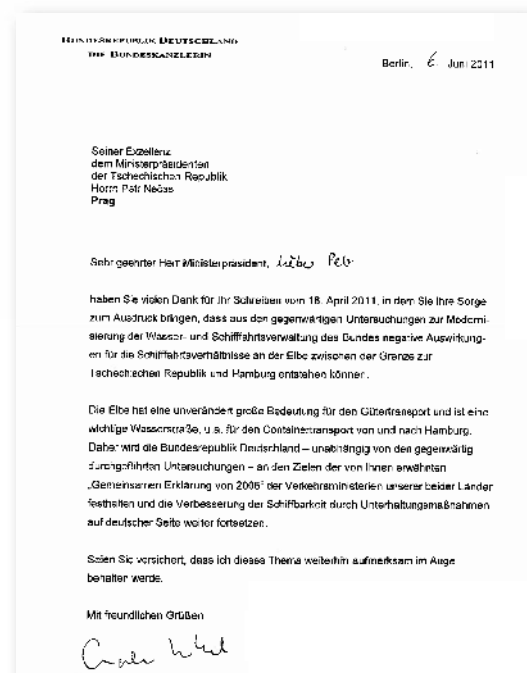 BUNDESREPUBLIK DEUTSCHLAND
DIE BUNDESKANZLERIN
Berlin, 6. Juni 2011
Seiner Exzellenz
dem Ministerpräsidenten
der Tschechischen Republik
Herrn Petr Nečas
Prag
Sehr geehrter Herr Ministerpräsident, lieber Petr
haben Sie vielen Dank für Ihr Schreiben vom 18. April 2011, in dem Sie Ihre Sorge
zum Ausdruck bringen, dass aus den gegenwärtigen Untersuchungen zur Moderni-
sierung der Wasser- und Schifffahrtsverwaltung des Bundes negative Auswirkung-
en für die Schifffahrtsverhältnisse an der Elbe zwischen der Grenze zur
Tschechischen Republik und Hamburg entstehen können.
Die Elbe hat eine unverändert große Bedeutung für den Gütertransport und ist eine
wichtige Wasserstraße, u.a. für den Containertransport von und nach Hamburg.
Daher wird die Bundesrepublik Deutschland – unabhängig von den gegenwärtig
durchgeführten Untersuchungen – an den Zielen der von Ihnen erwähnten
„Gemeinsamen Erklärung von 2006“ der Verkehrsministerien unserer beider Länder
festhalten und die Verbesserung der Schiffbarkeit durch Unterhaltungsmaßnahmen
auf deutscher Seite weiter fortsetzen.
Seien Sie versichert, dass ich dieses Thema weiterhin aufmerksam im Auge
behalten werde.
Mit freundlichen Grüßen